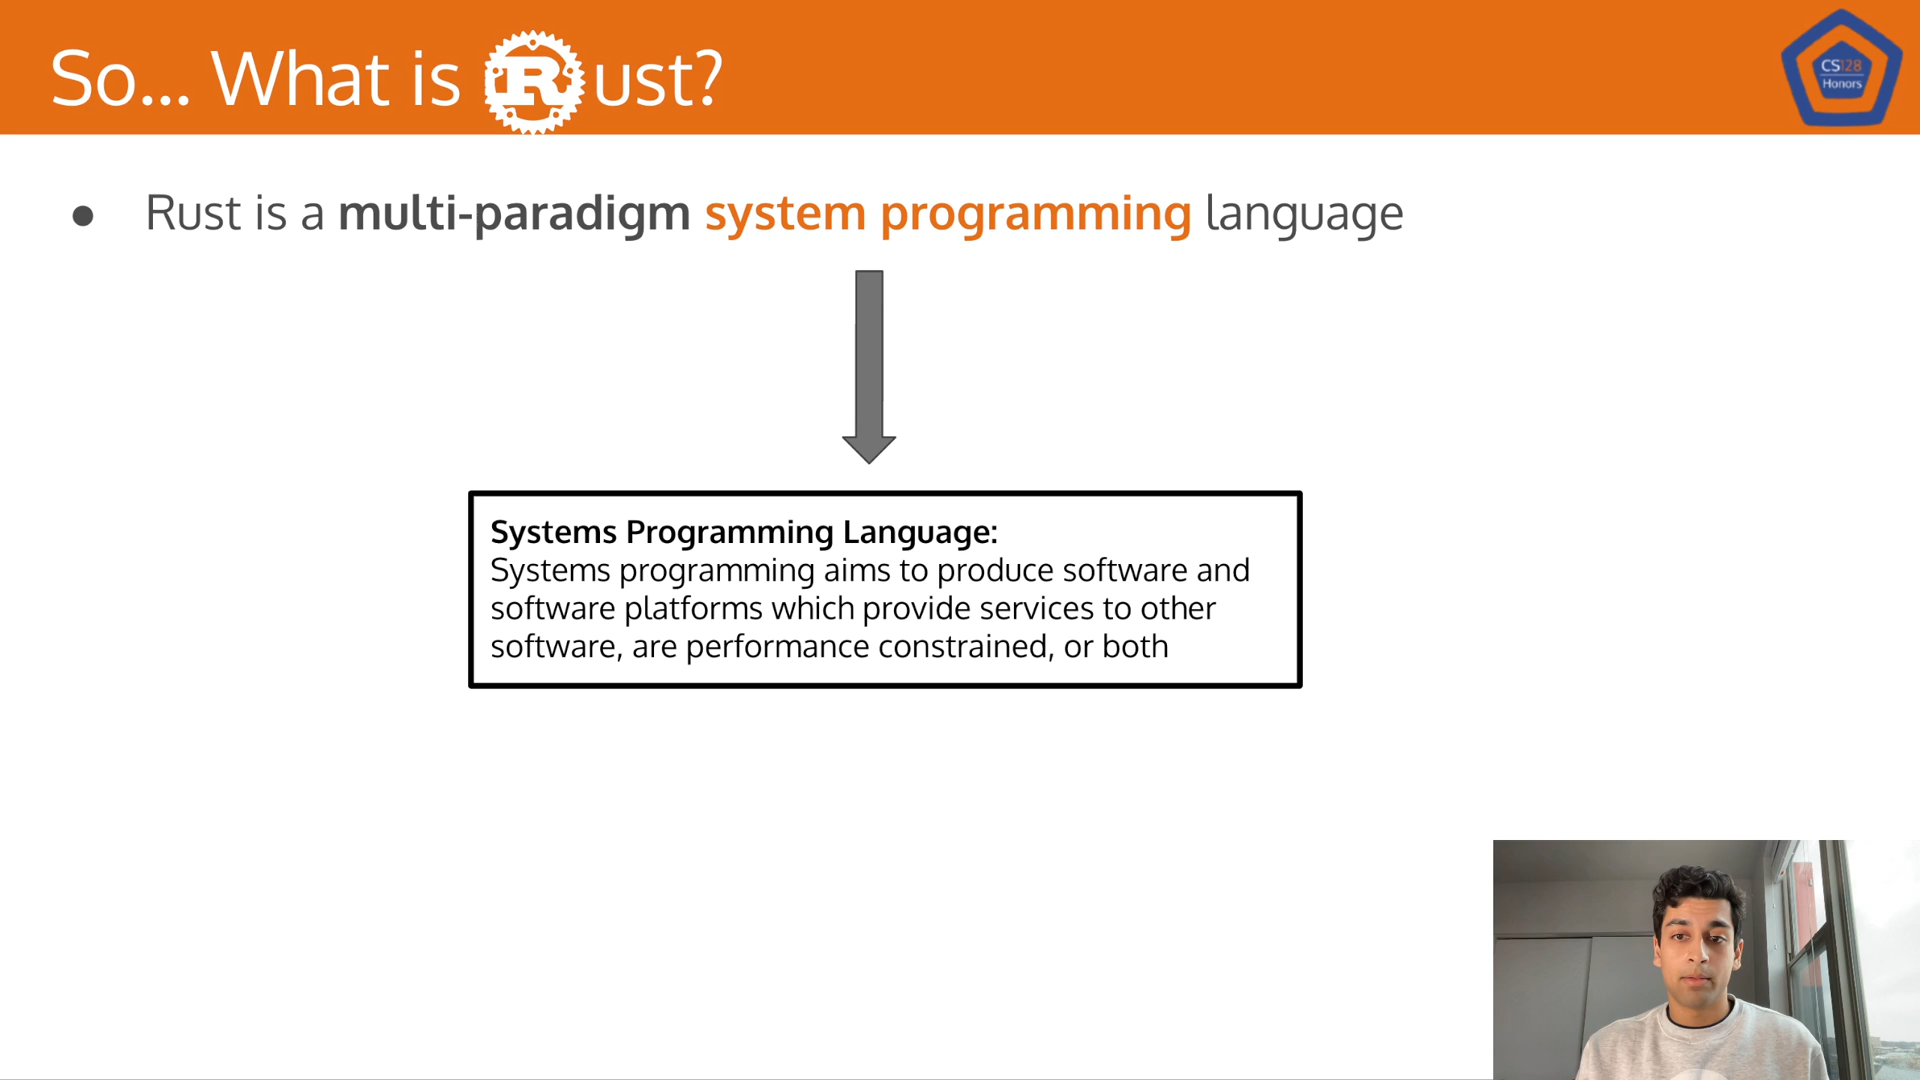 So... What is Rust?
CS128
Honors
● Rust is a multi-paradigm system programming language
Systems Programming Language:
Systems programming aims to produce software and
software platforms which provide services to other
software, are performance constrained, or both